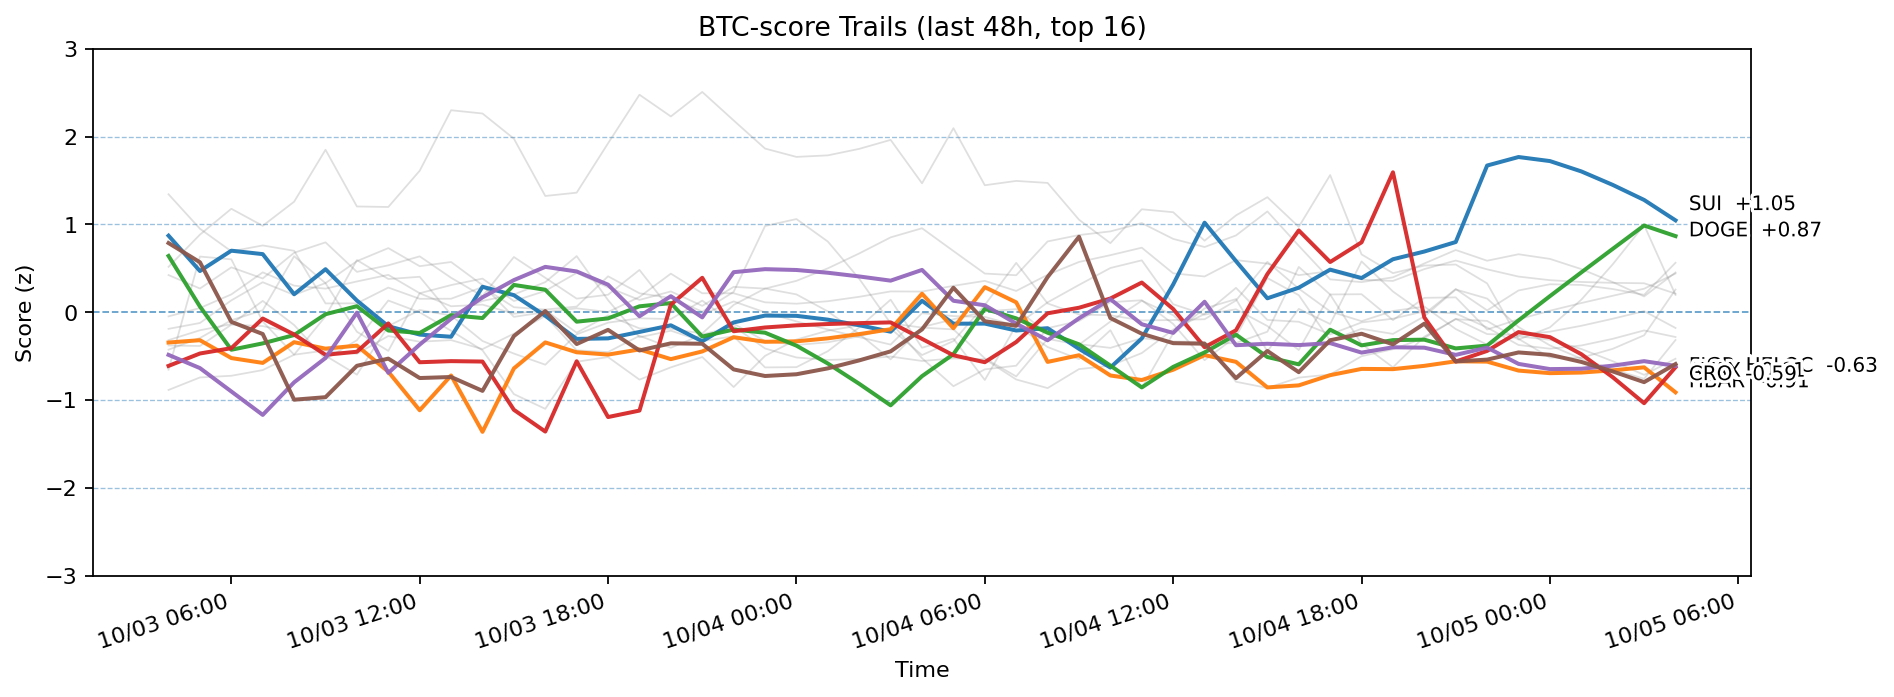 BTC-score Trails (last 48h, top 16)
Score (z)
3
2
1
0
−1
−2
−3
SUI +1.05
DOGE +0.87
-0.63
CRO
HBAR
10/03 06:00
10/03 12:00
10/03 18:00
10/04 00:00
10/04 06:00
10/04 12:00
10/04 18:00
10/05 00:00
10/05 06:00
Time